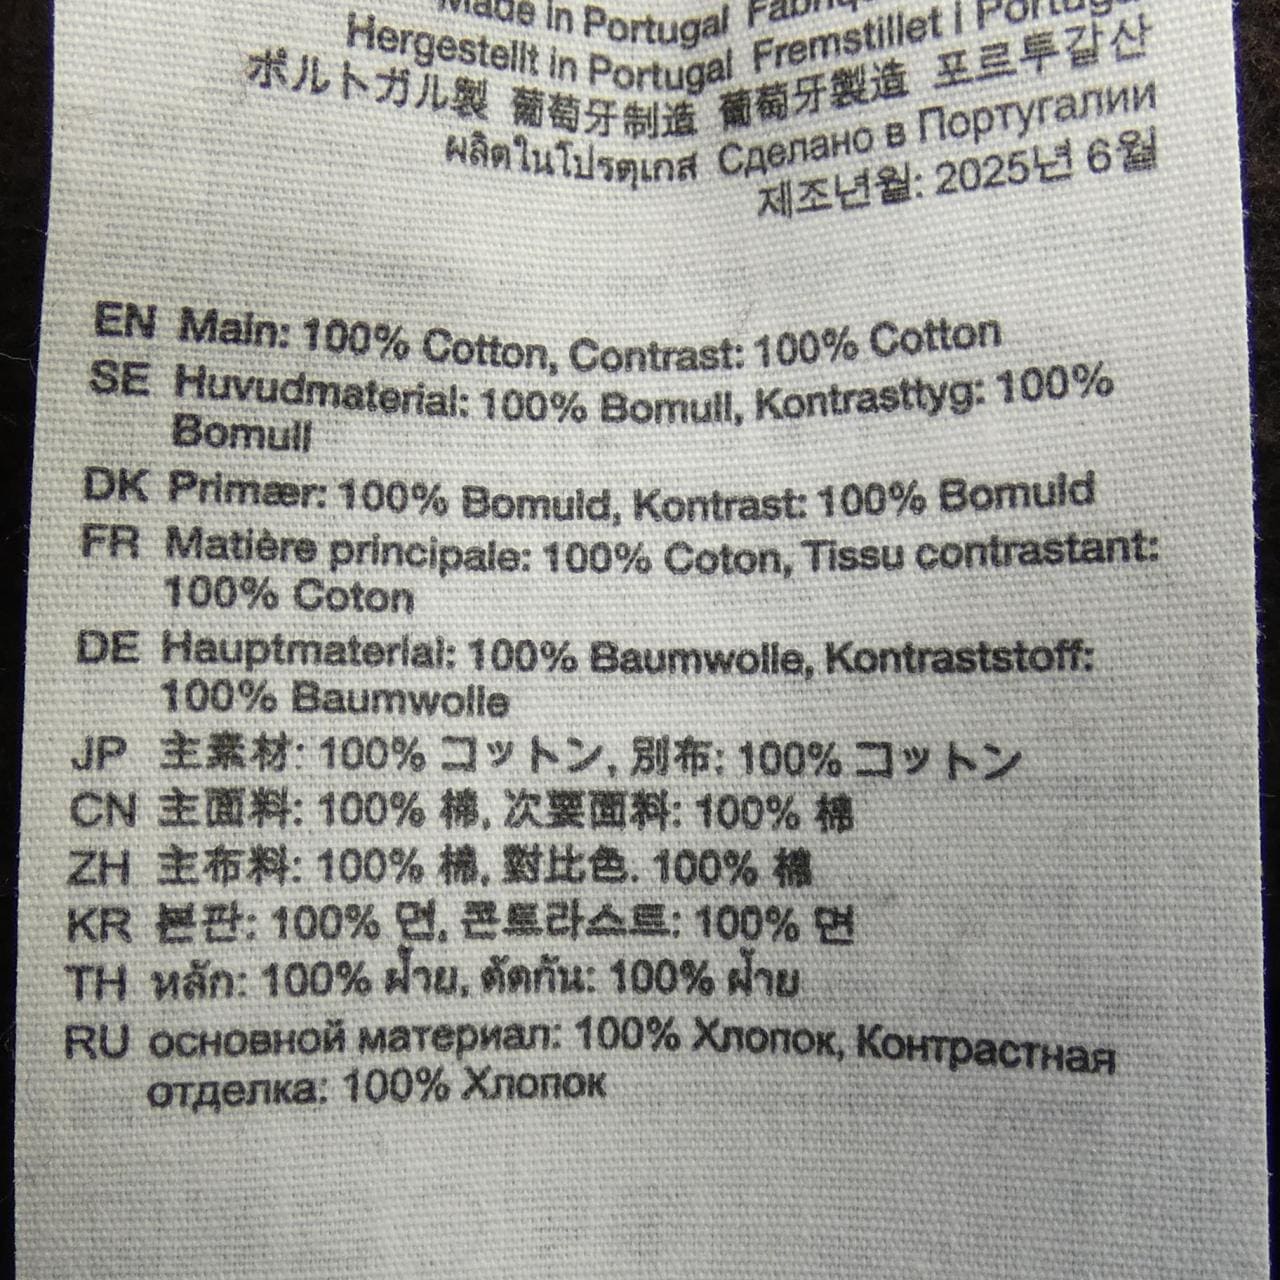 Made in Portugal
Hergestellt in Portugal Fremstillet i
ポルトガル製 葡萄牙制造 葡萄牙製造 포르투갈산
ผลิตในโปรตุเกส Сделано в Португалии
제조년월: 2025년 6월
EN Main: 100% Cotton, Contrast: 100% Cotton
SE Huvudmaterial: 100% Bomull, Kontrasttyg: 100%
Bomull
DK Primær: 100% Bomuld, Kontrast: 100% Bomuld
FR Matière principale: 100% Coton, Tissu contrastant:
100% Coton
DE Hauptmaterial: 100% Baumwolle, Kontraststoff:
100% Baumwolle
JP 主素材: 100% コットン, 別布: 100% コットン
CN 主面料: 100% 棉, 次要面料: 100% 棉
ZH 主布料: 100% 棉, 對比色. 100% 棉
KR 본판: 100% 면, 콘트라스트: 100% 면
TH หลัก: 100% ฝ้าย, ตัดกัน: 100% ฝ้าย
RU основной материал: 100% Хлопок, Контрастная
отделка: 100% Хлопок